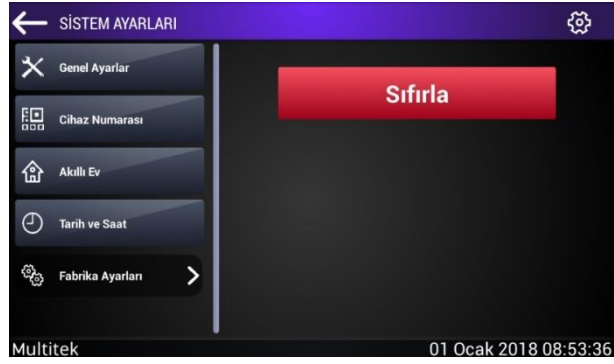 SİSTEM AYARLARI
Genel Ayarlar
Cihaz Numarası
Akıllı Ev
Tarih ve Saat
Fabrika Ayarları
Sıfırla
Multitek
01 Ocak 2018 08:53:36